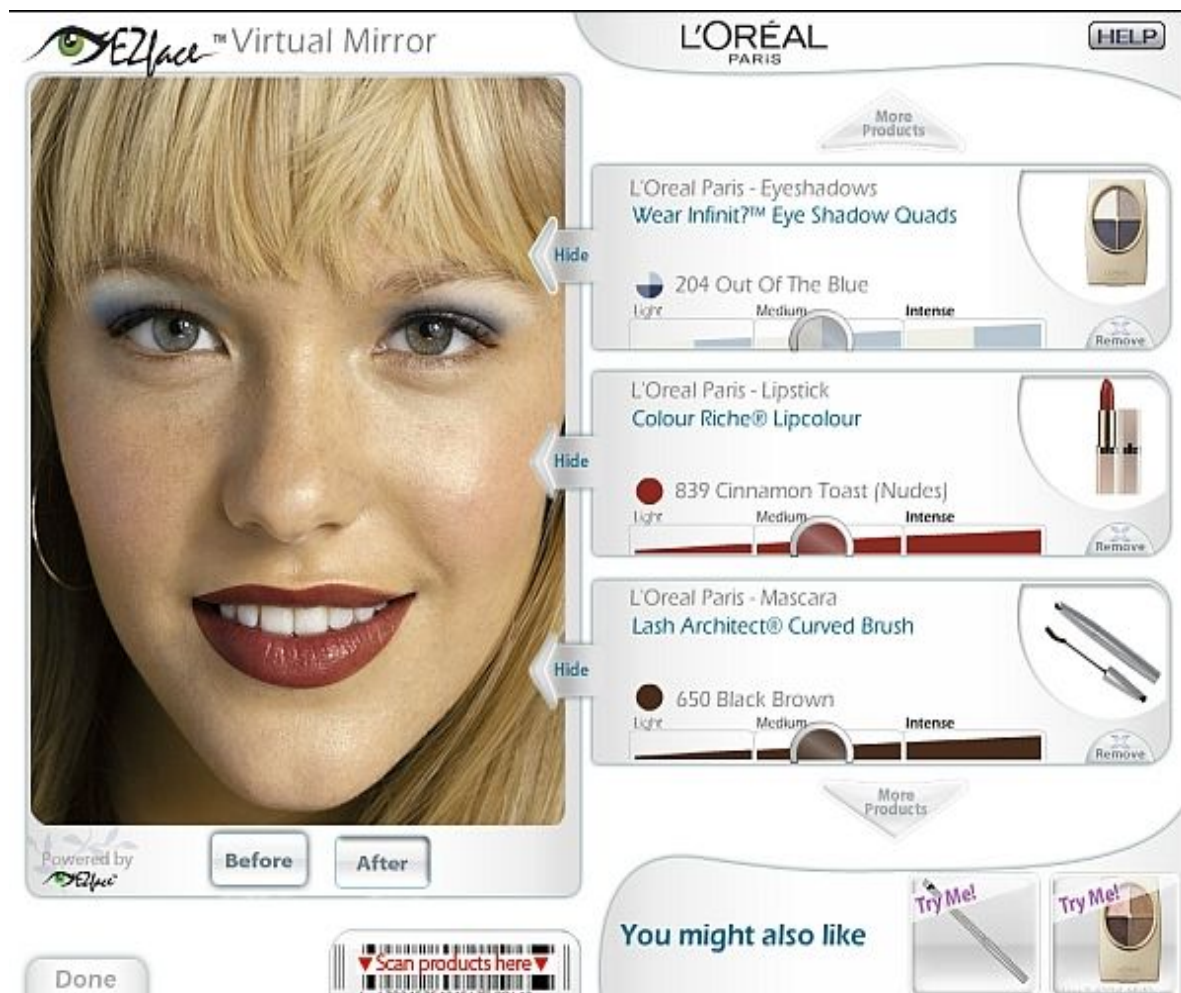 EZface™ Virtual Mirror
L'ORÉAL
PARIS
HELP
More
Products
L'Oreal Paris - Eyeshadows
Wear Infinit?™ Eye Shadow Quads
Hide
204 Out Of The Blue
Light Medium Intense
Remove
L'Oreal Paris - Lipstick
Colour Riche® Lipcolour
Hide
839 Cinnamon Toast (Nudes)
Light Medium Intense
Remove
L'Oreal Paris - Mascara
Lash Architect® Curved Brush
Hide
650 Black Brown
Light Medium Intense
Remove
More
Products
Powered by
EZface™
Before
After
You might also like
Try Me!
Try Me!
Scan products here
Done